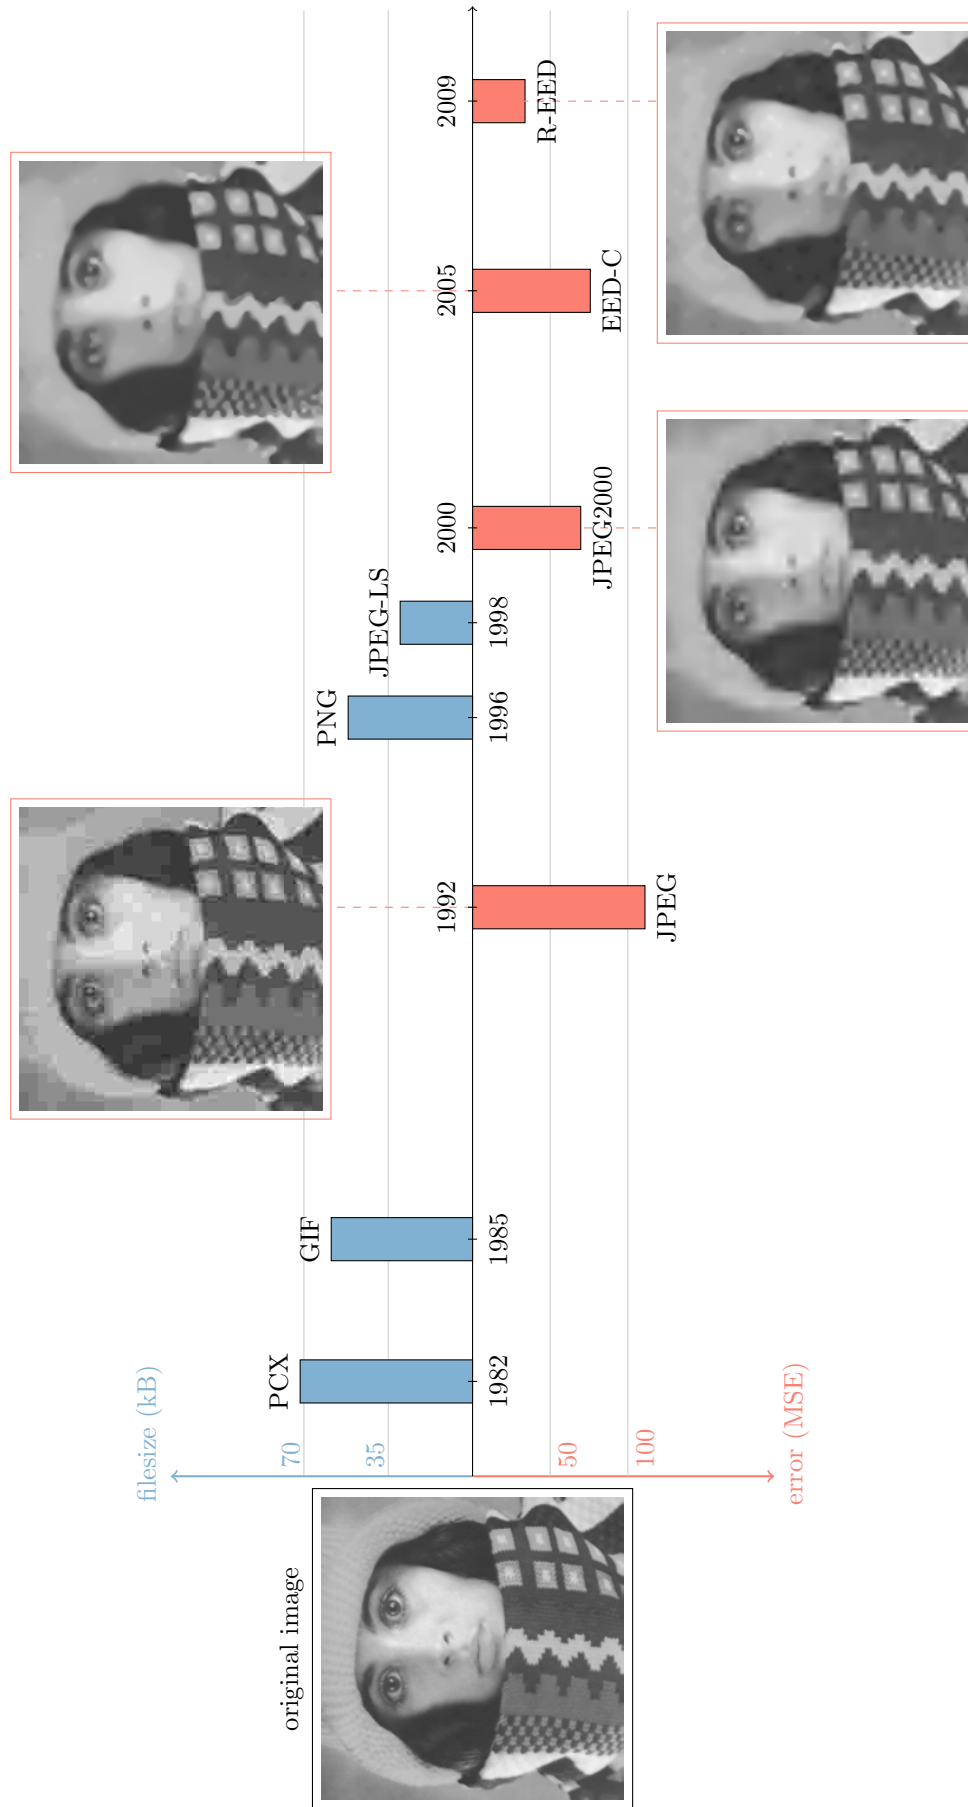 original image
filesize (kB)
70
35
50
100
error (MSE)
PCX
1982
GIF
1985
1992
JPEG
PNG
1996
JPEG-LS
1998
2000
JPEG2000
2005
EED-C
2009
R-EED